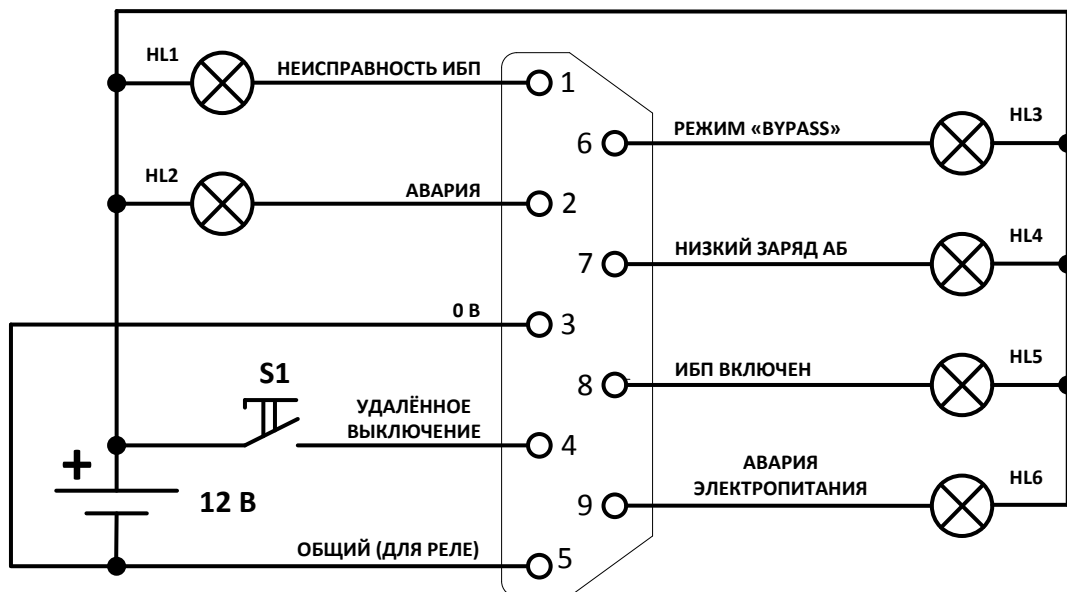 HL1
НЕИСПРАВНОСТЬ ИБП
1
6
РЕЖИМ «BYPASS»
HL3
HL2
АВАРИЯ
2
7
НИЗКИЙ ЗАРЯД АБ
HL4
0 В
3
S1
8
ИБП ВКЛЮЧЕН
HL5
УДАЛЁННОЕ
ВЫКЛЮЧЕНИЕ
4
+
12 В
9
АВАРИЯ
ЭЛЕКТРОПИТАНИЯ
HL6
ОБЩИЙ (ДЛЯ РЕЛЕ)
5